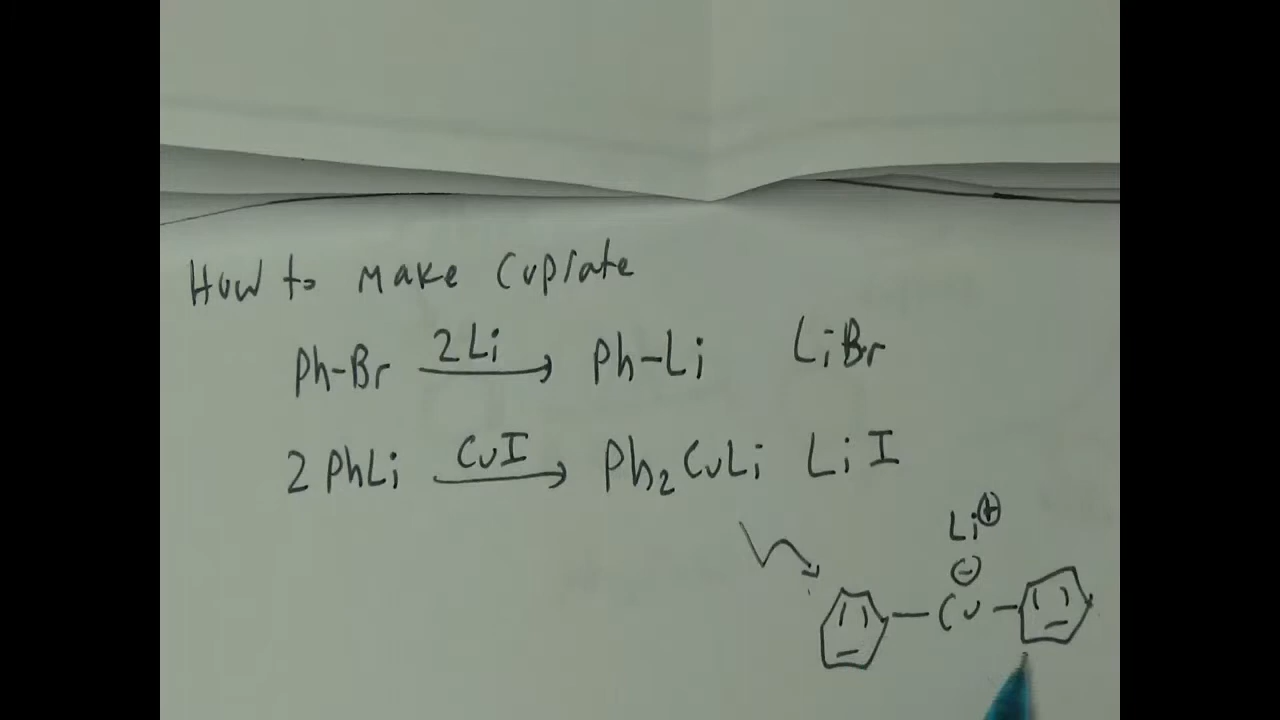 How to Make Cuprate
Ph-Br 2Li → Ph-Li LiBr
2 PhLi CuI → Ph₂CuLi LiI
Li⊕
⊖
Cu